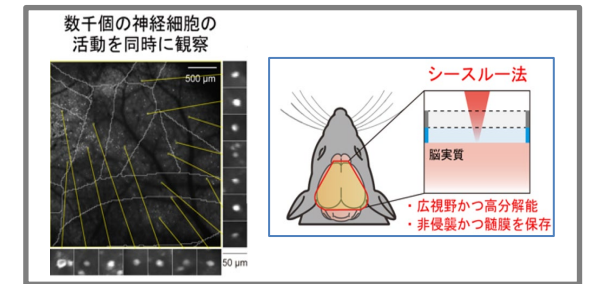 数千個の神経細胞の
活動を同時に観察
500 µm
50 µm
シースルー法
脳実質
・広視野かつ高分解能
・非侵襲かつ髄膜を保存